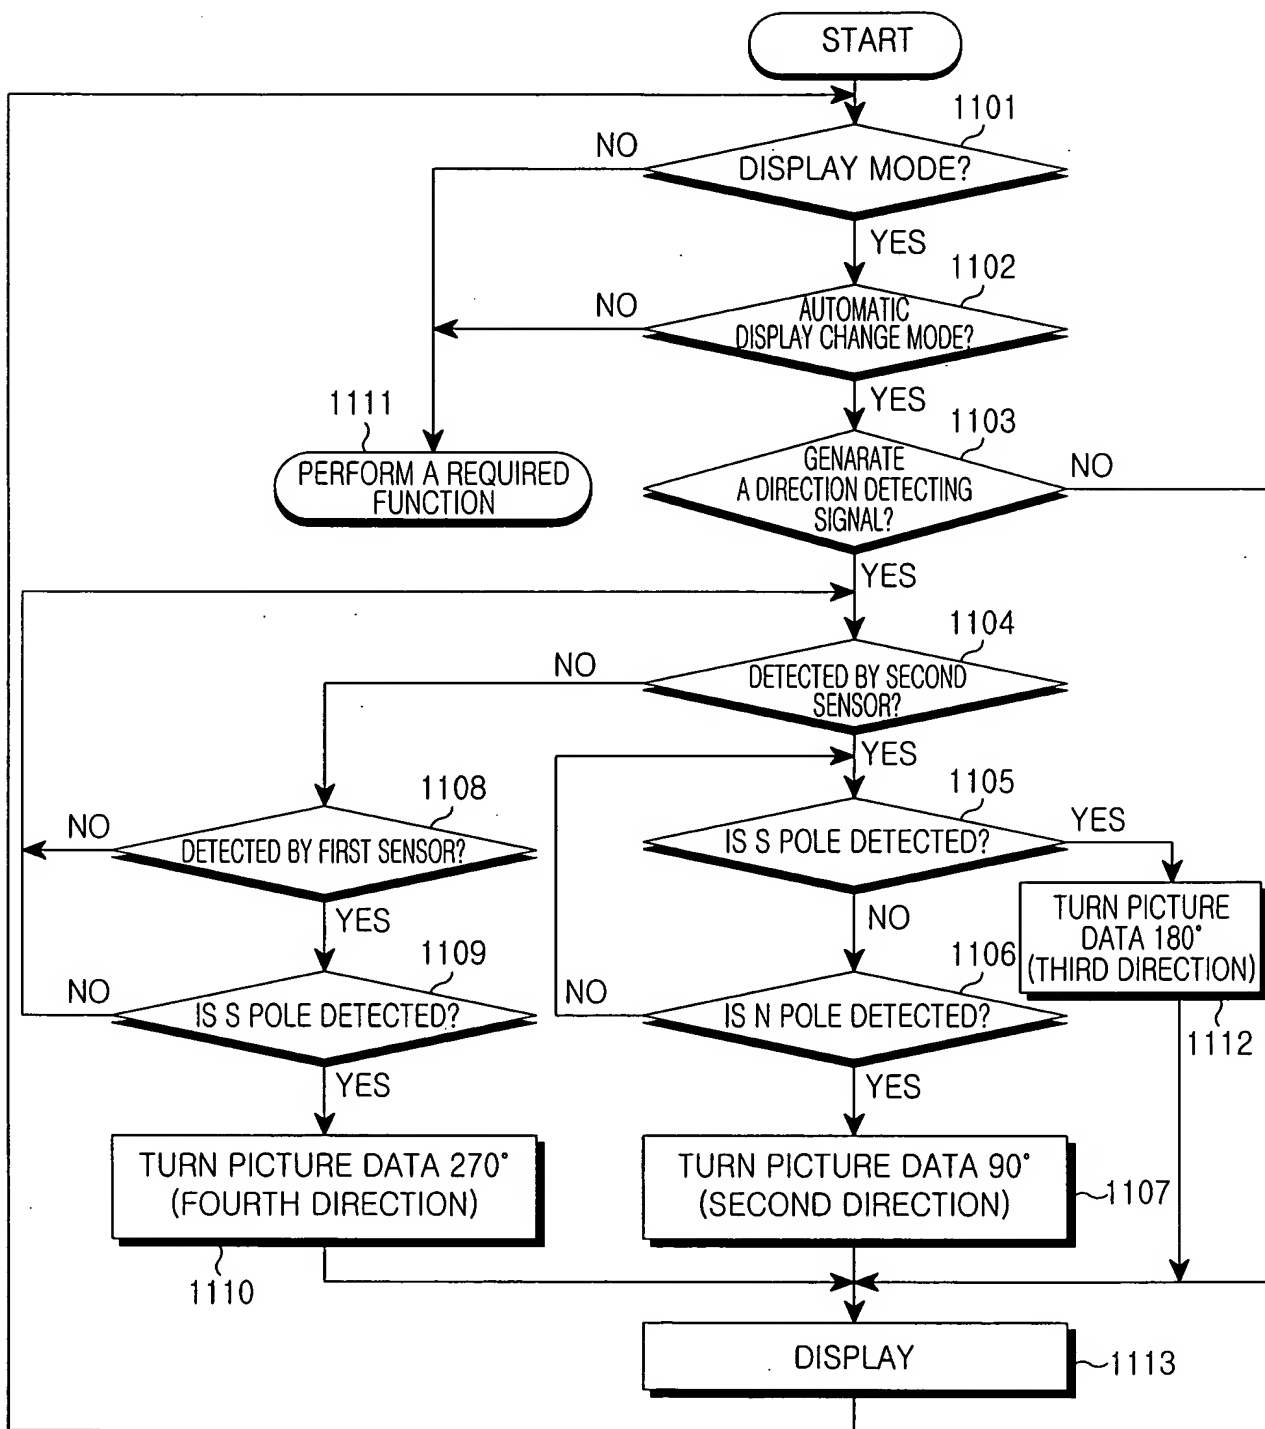 START
1101
NO
DISPLAY MODE?
YES
1102
NO
AUTOMATIC
DISPLAY CHANGE MODE?
YES
1111
1103
PERFORM A REQUIRED
FUNCTION
GENARATE
A DIRECTION DETECTING
SIGNAL?
NO
YES
1104
NO
DETECTED BY SECOND
SENSOR?
YES
1108
1105
NO
DETECTED BY FIRST SENSOR?
IS S POLE DETECTED?
YES
YES
NO
TURN PICTURE
DATA 180°
(THIRD DIRECTION)
1112
1109
1106
NO
IS S POLE DETECTED?
NO
IS N POLE DETECTED?
YES
YES
TURN PICTURE DATA 270°
(FOURTH DIRECTION)
1110
TURN PICTURE DATA 90°
(SECOND DIRECTION)
1107
DISPLAY
1113